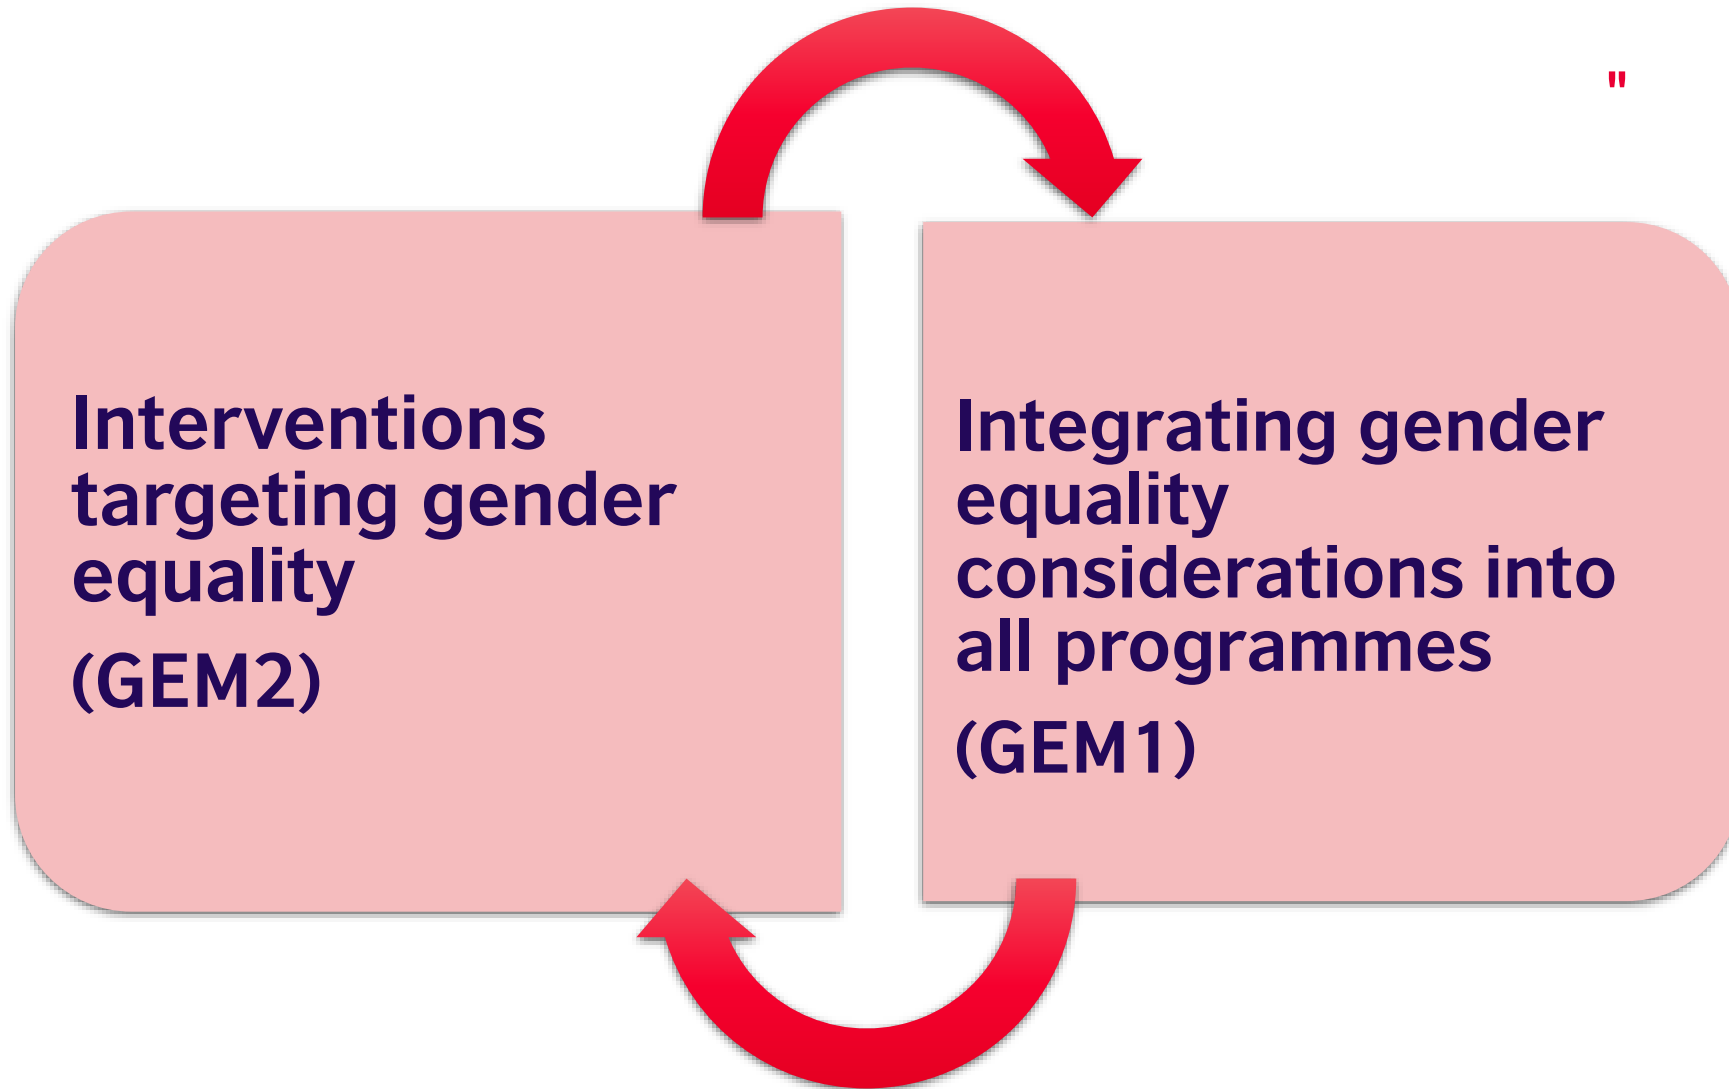 "
Interventions
targeting gender
equality
(GEM2)
Integrating gender
equality
considerations into
all programmes
(GEM1)